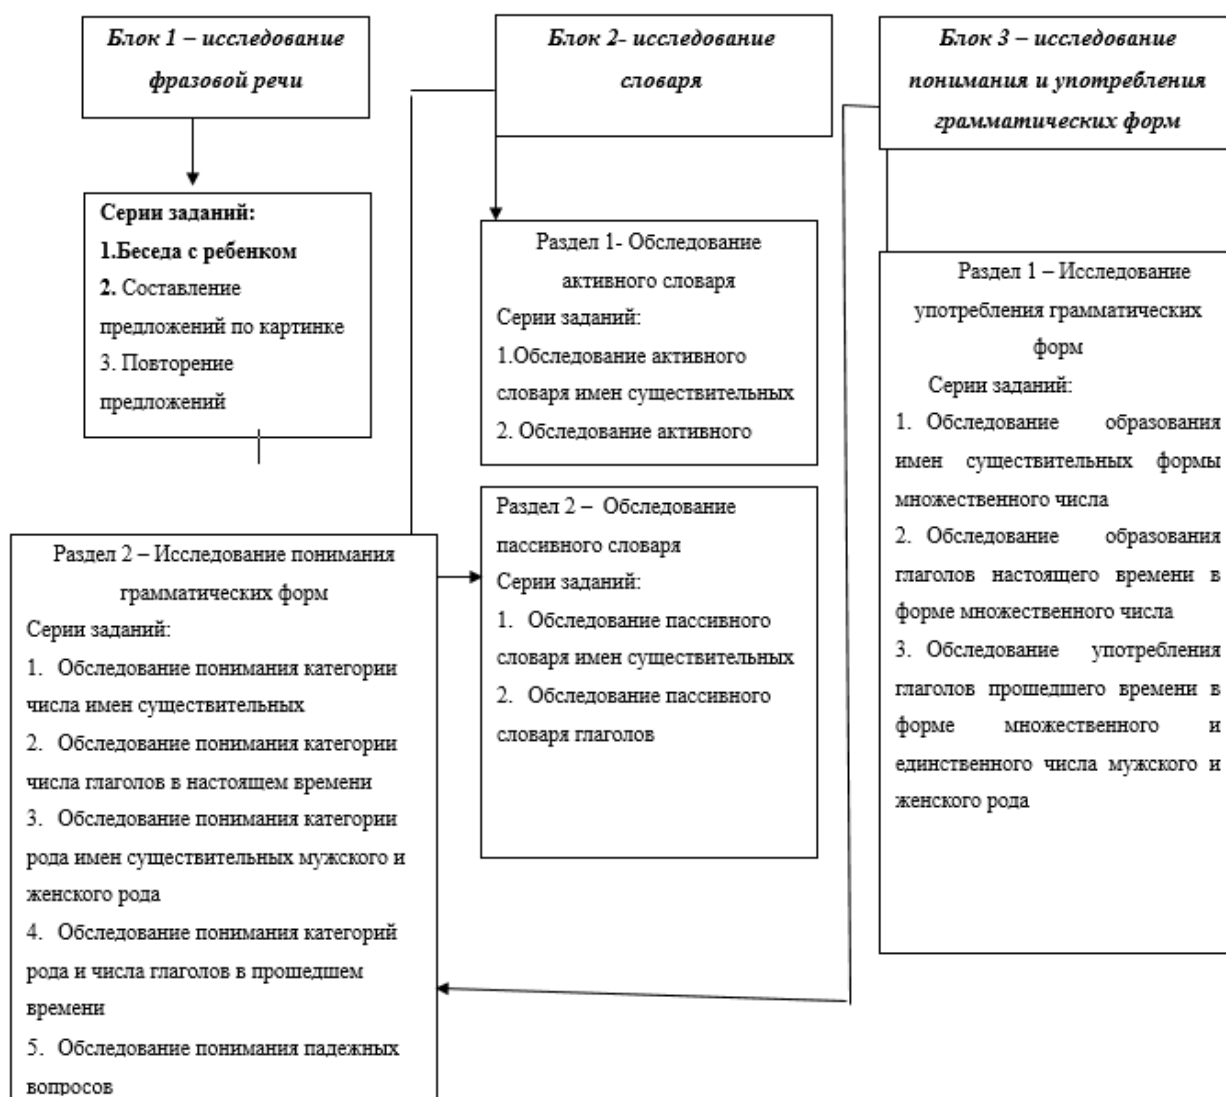 Блок 1 – исследование
фразовой речи
Блок 2- исследование
словаря
Блок 3 – исследование
понимания и употребления
грамматических форм
Серии заданий:
1.Беседа с ребенком
2. Составление
предложений по картинке
3. Повторение
предложений
Раздел 1- Обследование
активного словаря
Серии заданий:
1.Обследование активного
словаря имен существительных
2. Обследование активного
Раздел 1 – Исследование
употребления грамматических
форм
Серии заданий:
1. Обследование образования
имен существительных формы
множественного числа
2. Обследование образования
глаголов настоящего времени в
форме множественного числа
3. Обследование употребления
глаголов прошедшего времени в
форме множественного и
единственного числа мужского и
женского рода
Раздел 2 – Обследование
пассивного словаря
Серии заданий:
1. Обследование пассивного
словаря имен существительных
2. Обследование пассивного
словаря глаголов
Раздел 2 – Исследование понимания
грамматических форм
Серии заданий:
1. Обследование понимания категории
числа имен существительных
2. Обследование понимания категории
числа глаголов в настоящем времени
3. Обследование понимания категории
рода имен существительных мужского и
женского рода
4. Обследование понимания категорий
рода и числа глаголов в прошедшем
времени
5. Обследование понимания падежных
вопросов